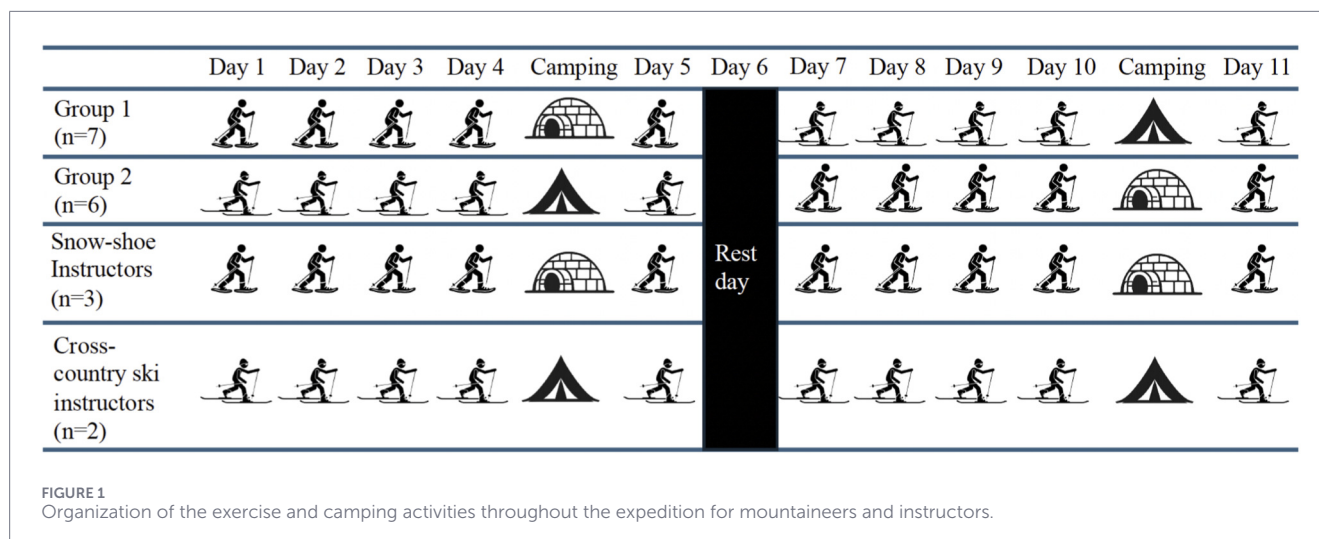 Day 1 Day 2 Day 3 Day 4 Camping Day 5 Day 6 Day 7 Day 8 Day 9 Day 10 Camping Day 11
Group 1
(n=7)
Group 2
(n=6)
Snow-shoe
Instructors
(n=3)
Rest
day
Cross-
country ski
instructors
(n=2)
FIGURE 1
Organization of the exercise and camping activities throughout the expedition for mountaineers and instructors.